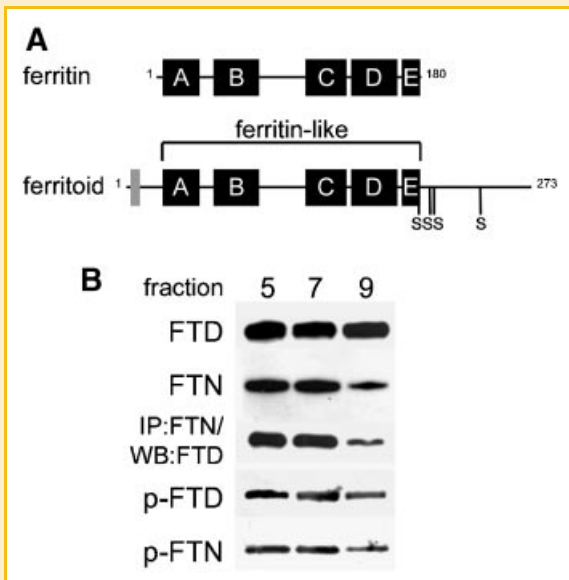 A
ferritin 1 A B C D E 180
ferritin-like
ferritoid 1 A B C D E 273
SSS S
B
fraction 5 7 9
FTD
FTN
IP:FTN/
WB:FTD
p-FTD
p-FTN